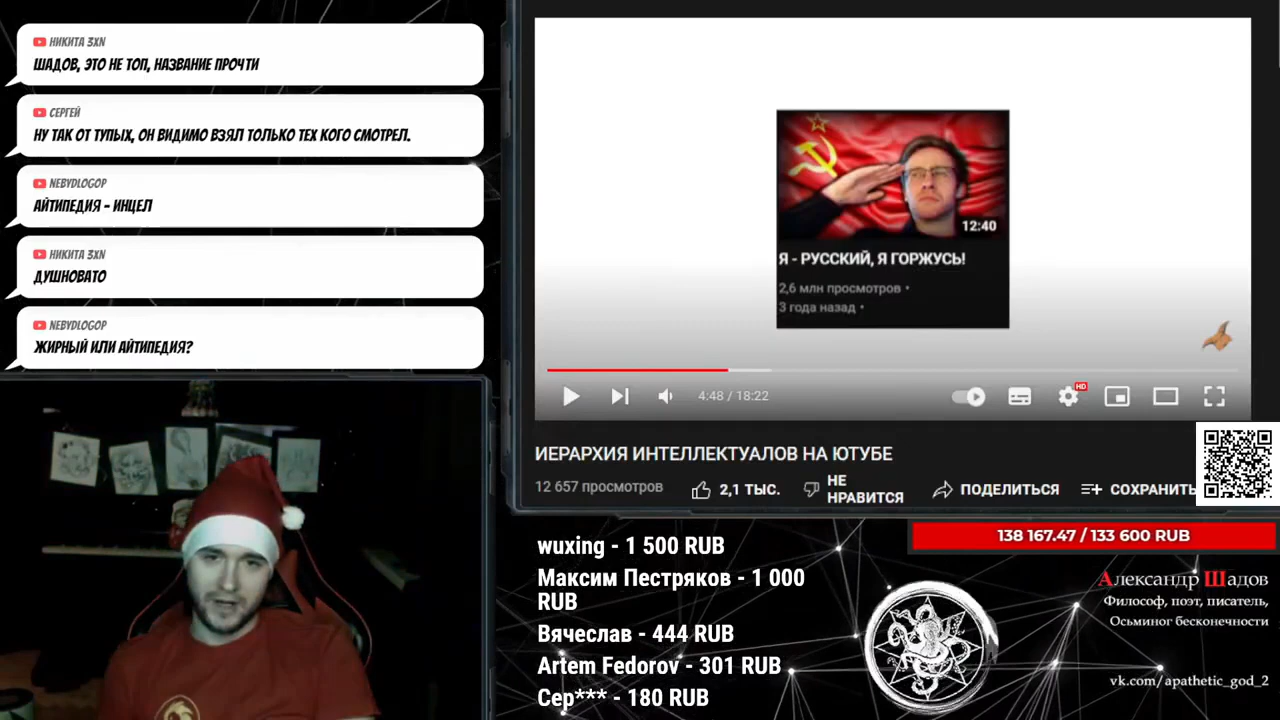 НИКИТА ЗХN
ШАДОВ, ЭТО НЕ ТОП, НАЗВАНИЕ ПРОЧТИ
СЕРГЕЙ
НУ ТАК ОТ ТУПЫХ, ОН ВИДИМО ВЗЯЛ ТОЛЬКО ТЕХ КОГО СМОТРЕЛ.
NEBYDLOGOP
АЙТИПЕДИЯ - ИНЦЕЛ
НИКИТА ЗХN
ДУШНОВАТО
NEBYDLOGOP
ЖИРНЫЙ ИЛИ АЙТИПЕДИЯ?
12:40
Я - РУССКИЙ, Я ГОРЖУСЬ!
2,6 млн просмотров •
3 года назад •
4:48 / 18:22
HD
ИЕРАРХИЯ ИНТЕЛЛЕКТУАЛОВ НА ЮТУБЕ
12 657 просмотров
2,1 ТЫС.
НЕ
НРАВИТСЯ
ПОДЕЛИТЬСЯ
СОХРАНИТЬ
138 167.47 / 133 600 RUB
wuxing - 1 500 RUB
Максим Пестряков - 1 000
RUB
Вячеслав - 444 RUB
Artem Fedorov - 301 RUB
Сер*** - 180 RUB
Александр Шадов
Философ, поэт, писатель,
Осьминог бесконечности
vk.com/apathetic_god_2